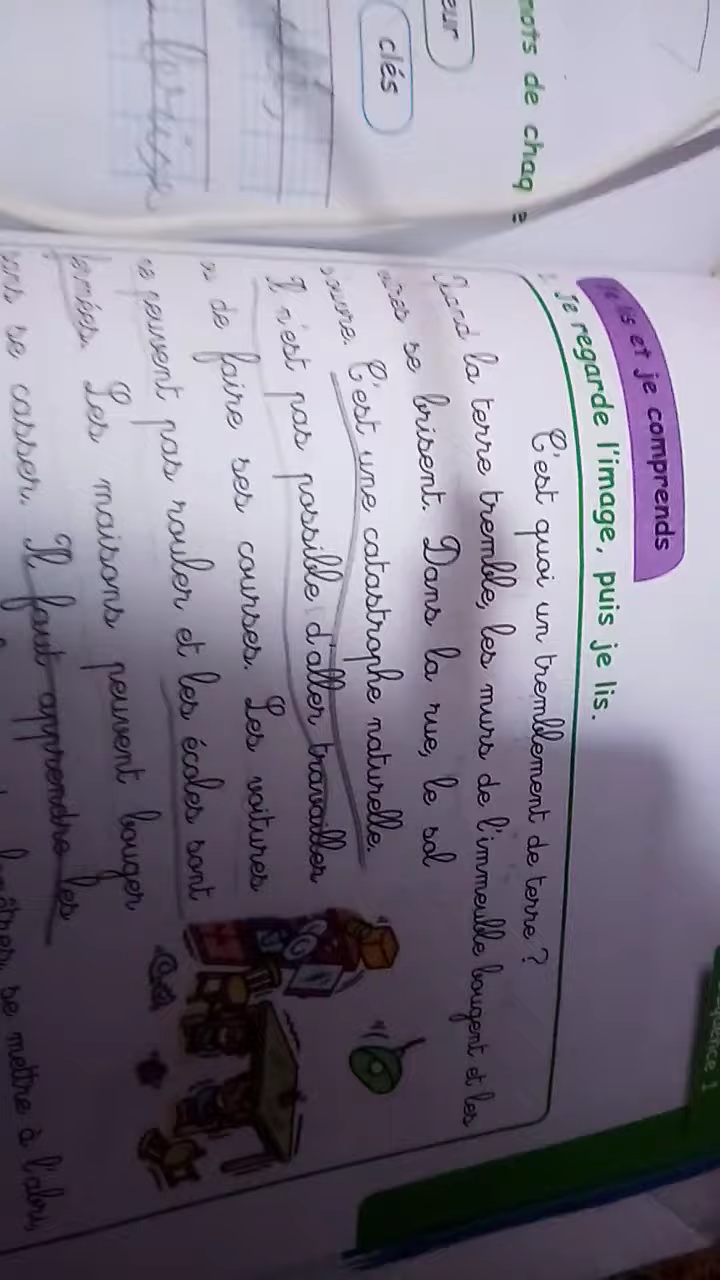 mots de chaq
eur
clés
Je lis et je comprends
Je regarde l'image, puis je lis.
C'est quoi un tremblement de terre ?
Quand la terre tremble, les murs de l'immeuble bougent et les
se brisent. Dans la rue, le sol
C'est une catastrophe naturelle.
Il n'est pas possible d'aller travailler
de faire ses courses. Les voitures
peuvent pas rouler et les écoles sont
Les maisons peuvent bouger
se casser. Il faut apprendre les
se mettre à l'abri,